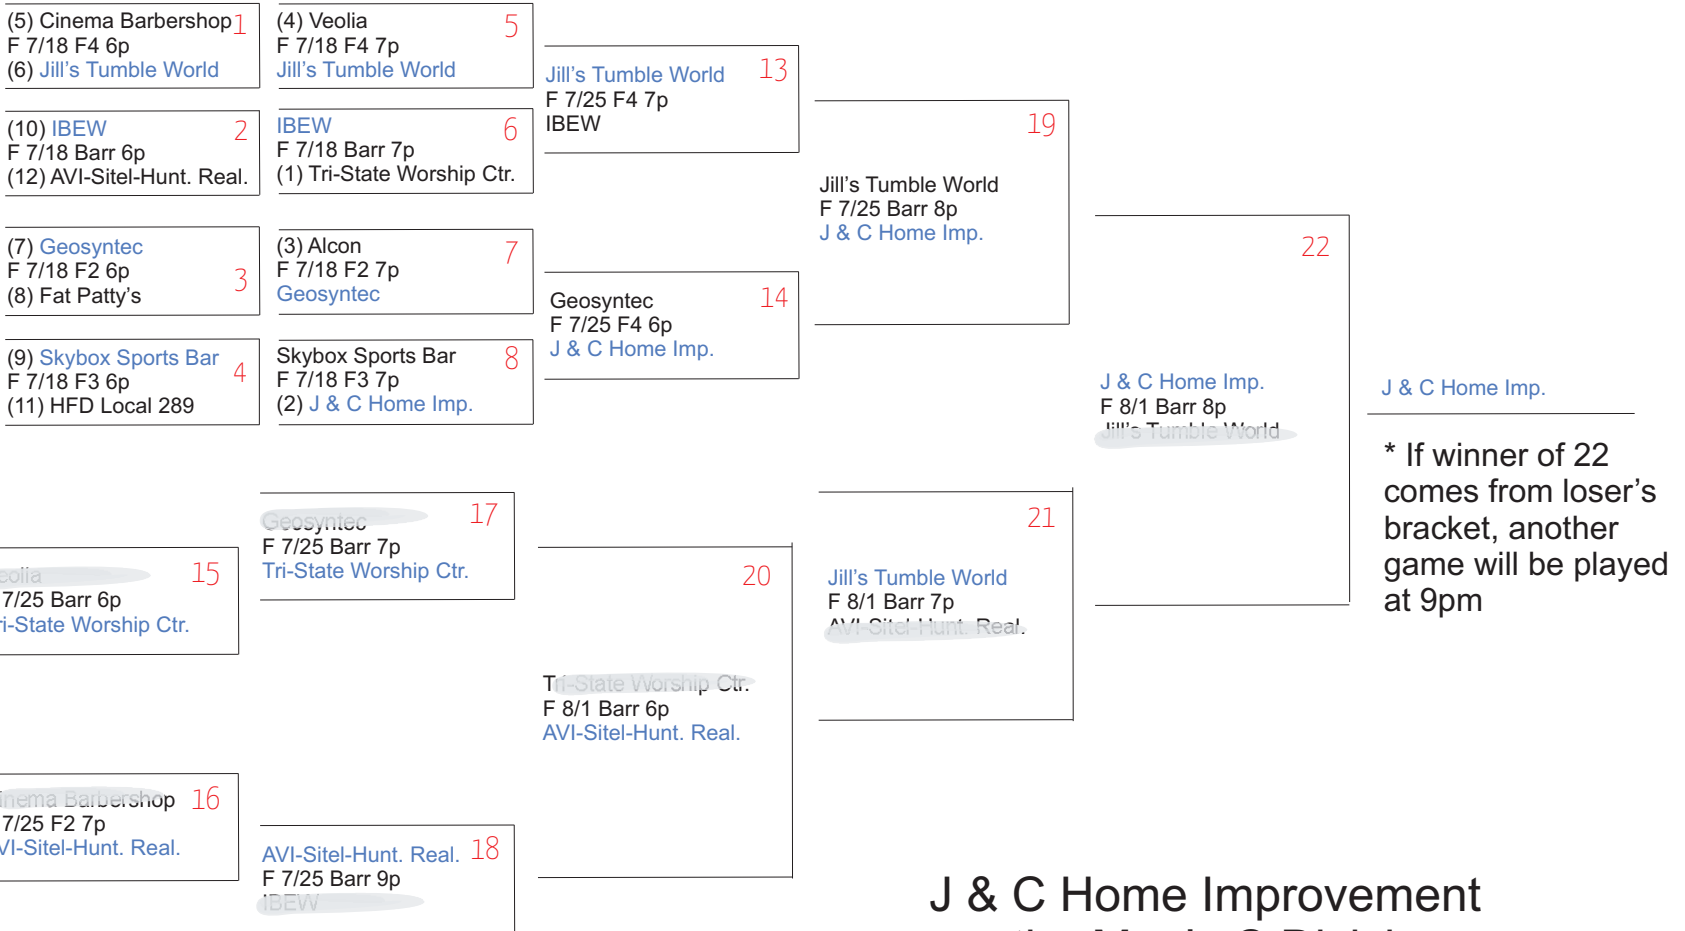 (5) Cinema Barbershop 1
F 7/18 F4 6p
(6) Jill's Tumble World
(10) IBEW 2
F 7/18 Barr 6p
(12) AVI-Sitel-Hunt. Real.
(7) Geosyntec
F 7/18 F2 6p 3
(8) Fat Patty's
(9) Skybox Sports Bar 4
F 7/18 F3 6p
(11) HFD Local 289
(4) Veolia 5
F 7/18 F4 7p
Jill's Tumble World
IBEW 6
F 7/18 Barr 7p
(1) Tri-State Worship Ctr.
(3) Alcon 7
F 7/18 F2 7p
Geosyntec
Skybox Sports Bar 8
F 7/18 F3 7p
(2) J & C Home Imp.
Jill's Tumble World 13
F 7/25 F4 7p
IBEW
Geosyntec 14
F 7/25 F4 6p
J & C Home Imp.
19
Jill's Tumble World
F 7/25 Barr 8p
J & C Home Imp.
22
J & C Home Imp.
F 8/1 Barr 8p
Jill's Tumble World
J & C Home Imp.
* If winner of 22
comes from loser's
bracket, another
game will be played
at 9pm
eolia 15
7/25 Barr 6p
ri-State Worship Ctr.
inema Barbershop 16
7/25 F2 7p
VI-Sitel-Hunt. Real.
Geosyntec 17
F 7/25 Barr 7p
Tri-State Worship Ctr.
AVI-Sitel-Hunt. Real. 18
F 7/25 Barr 9p
IBEW
20
Tri-State Worship Ctr.
F 8/1 Barr 6p
AVI-Sitel-Hunt. Real.
21
Jill's Tumble World
F 8/1 Barr 7p
AVI-Sitel-Hunt. Real.
J & C Home Improvement